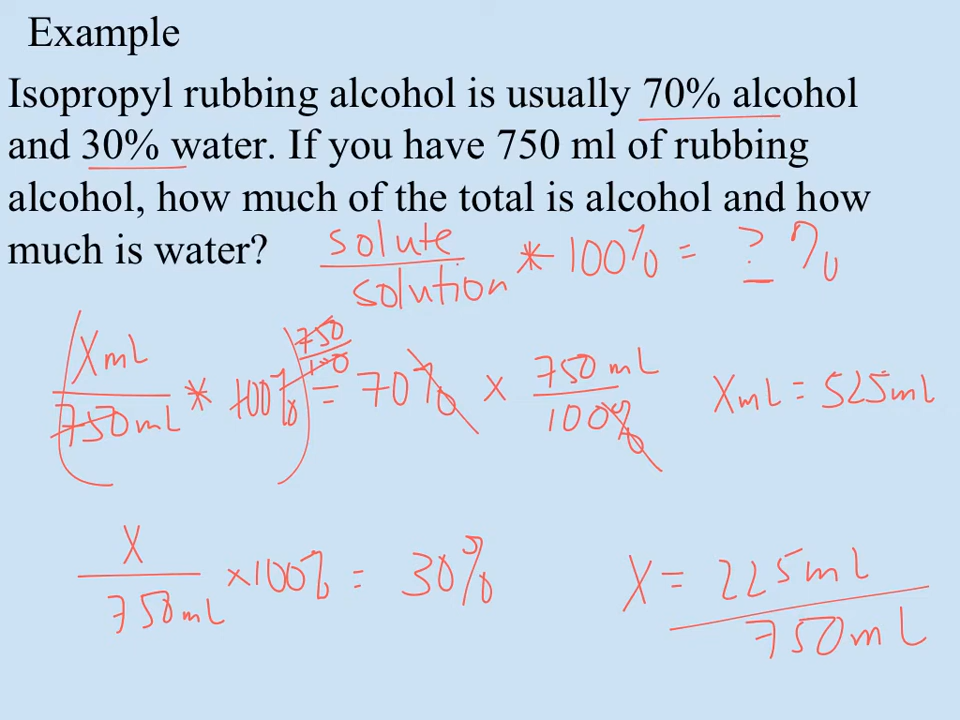 Example
Isopropyl rubbing alcohol is usually 70% alcohol
and 30% water. If you have 750 ml of rubbing
alcohol, how much of the total is alcohol and how
much is water?
solute/solution * 100% = ? %
(X mL/750 mL * 100%) 750/100 = 70% x 750 mL/100% X mL = 525 mL
X/750 mL x 100% = 30% X = 225 mL
750 mL